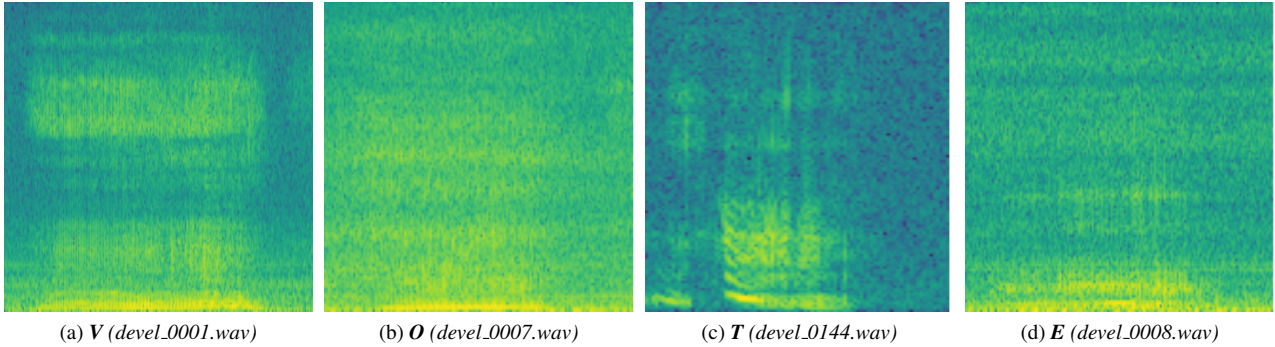 (a) V (devel_0001.wav)
(b) O (devel_0007.wav)
(c) T (devel_0144.wav)
(d) E (devel_0008.wav)